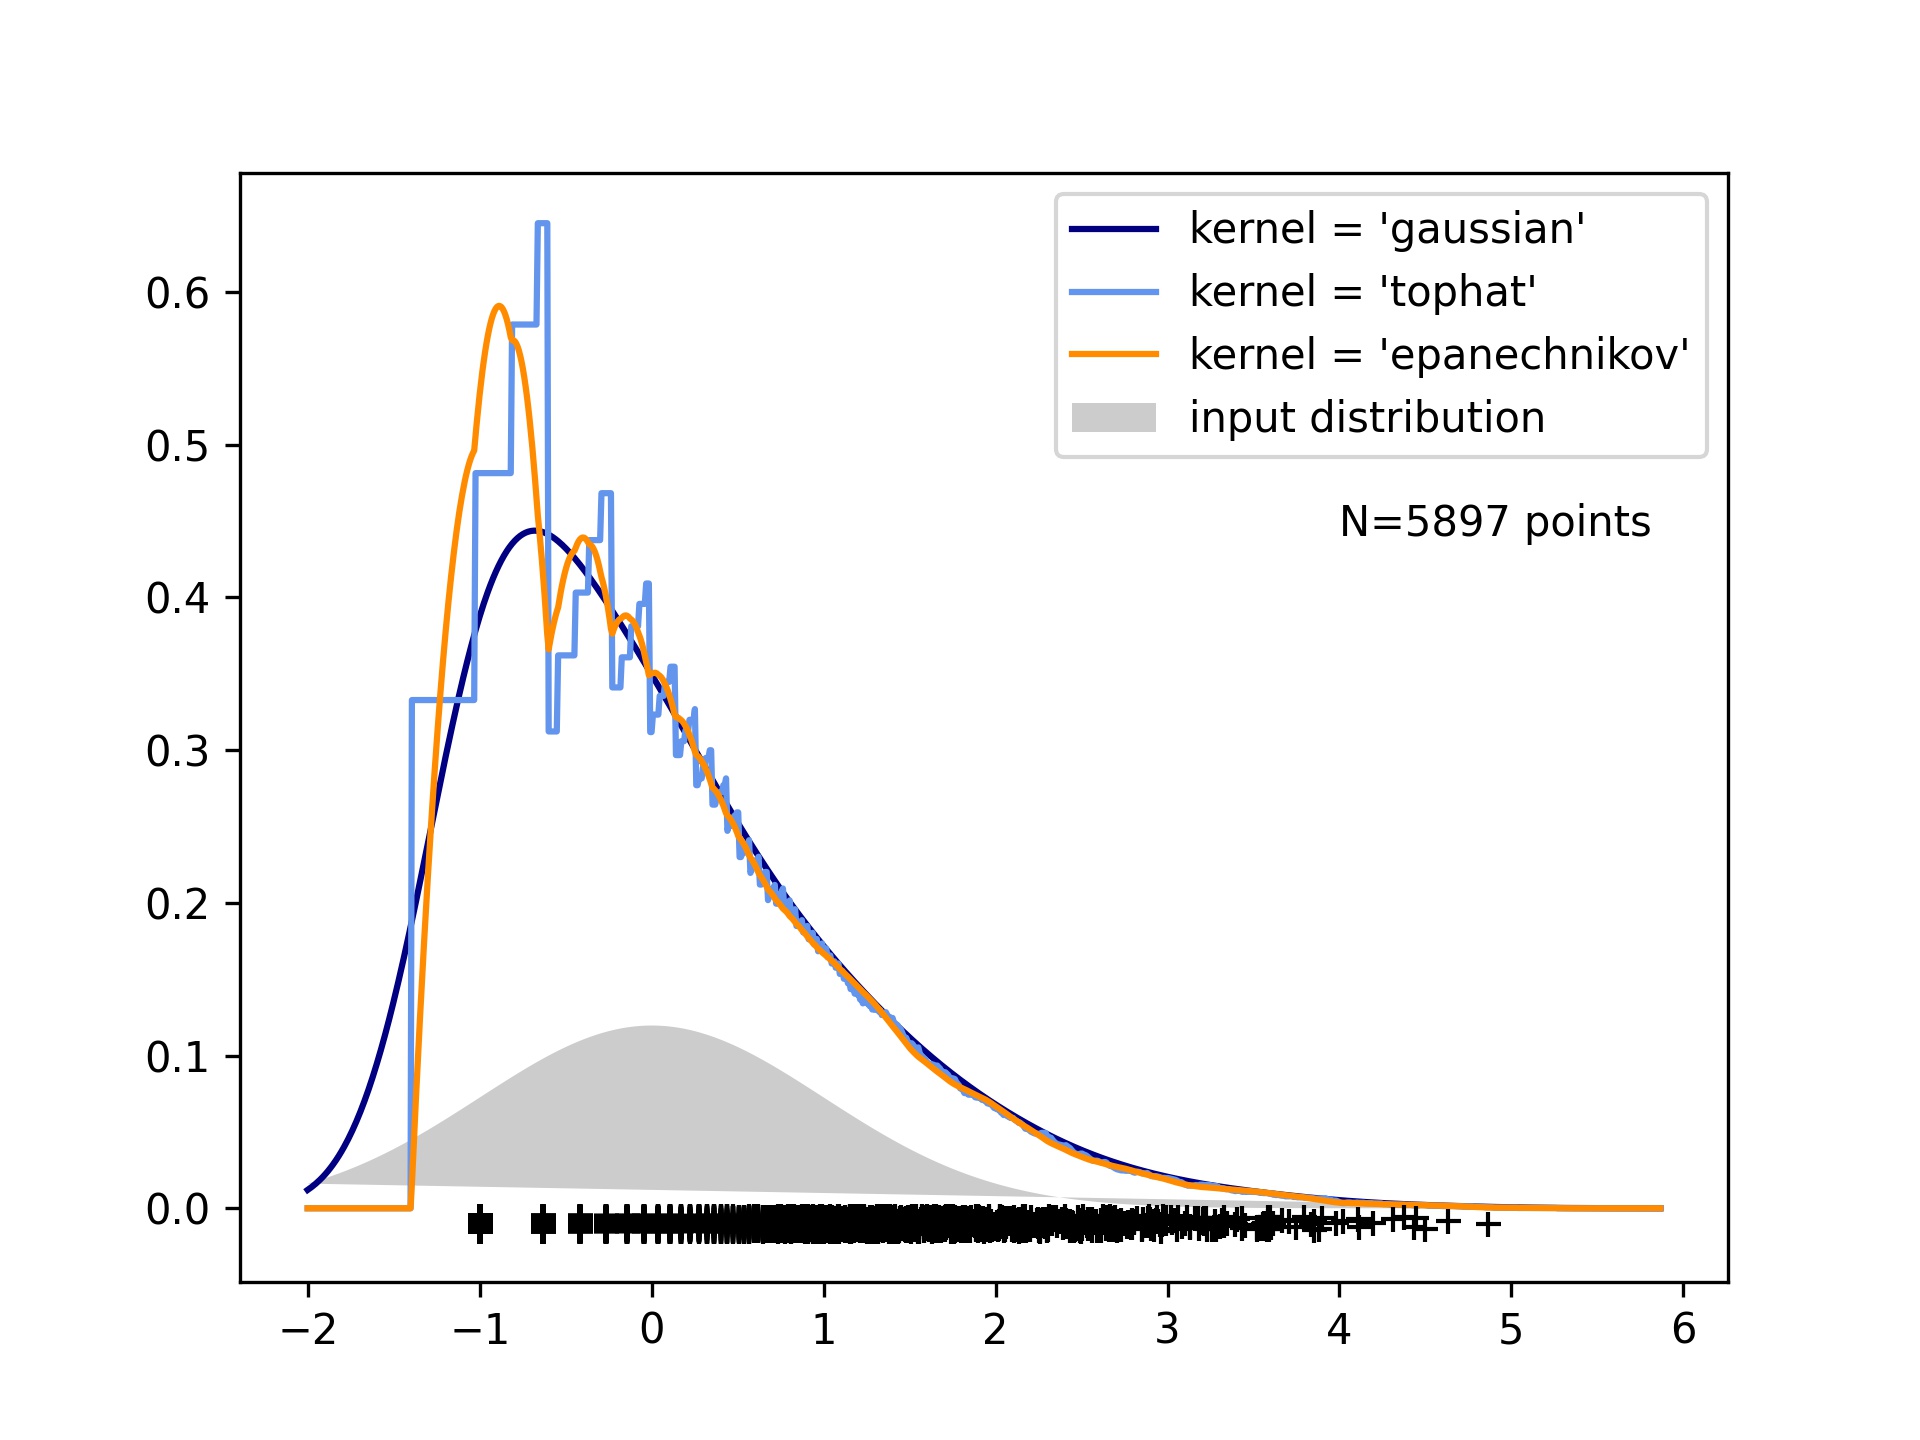 kernel = 'gaussian'
kernel = 'tophat'
kernel = 'epanechnikov'
input distribution
N=5897 points
0.6
0.5
0.4
0.3
0.2
0.1
0.0
−2 −1 0 1 2 3 4 5 6